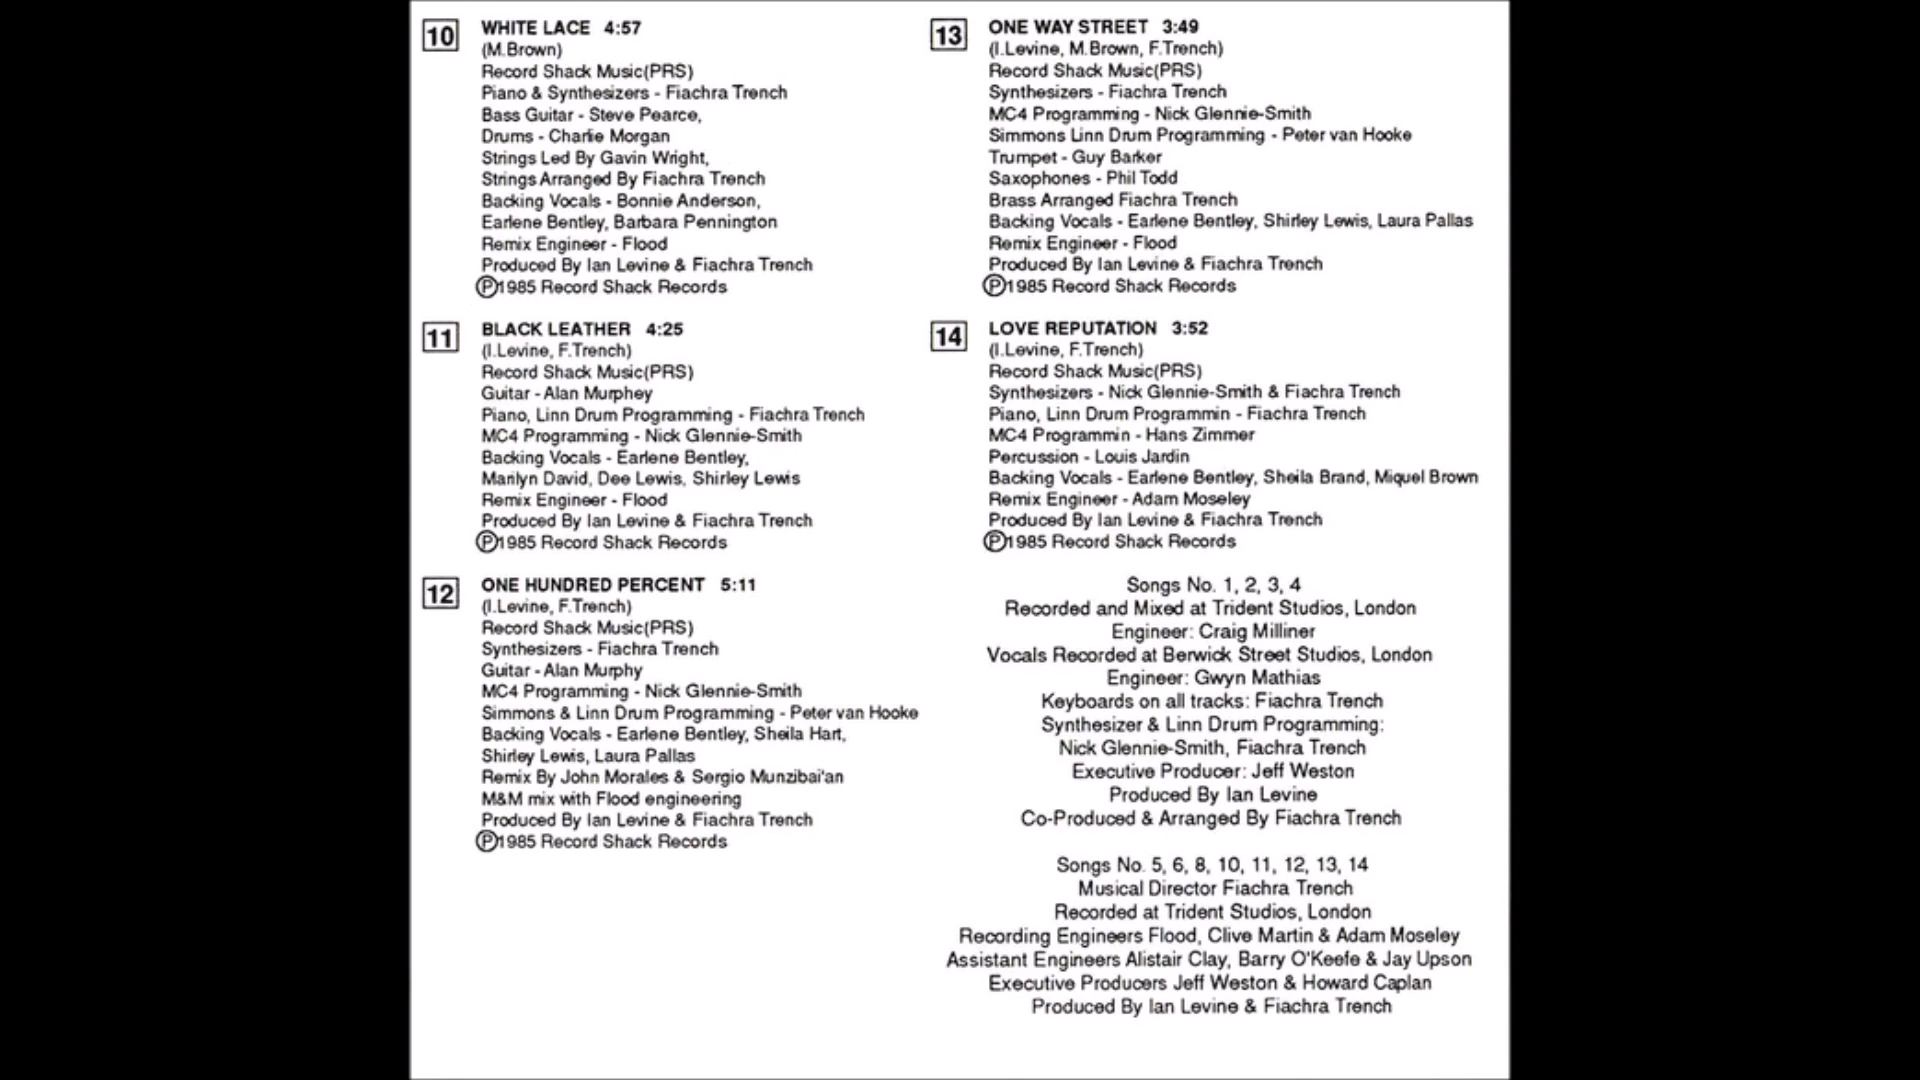 10
WHITE LACE 4:57
(M.Brown)
Record Shack Music(PRS)
Piano & Synthesizers - Fiachra Trench
Bass Guitar - Steve Pearce,
Drums - Charlie Morgan
Strings Led By Gavin Wright,
Strings Arranged By Fiachra Trench
Backing Vocals - Bonnie Anderson,
Earlene Bentley, Barbara Pennington
Remix Engineer - Flood
Produced By Ian Levine & Fiachra Trench
Ⓟ1985 Record Shack Records
11
BLACK LEATHER 4:25
(I.Levine, F.Trench)
Record Shack Music(PRS)
Guitar - Alan Murphey
Piano, Linn Drum Programming - Fiachra Trench
MC4 Programming - Nick Glennie-Smith
Backing Vocals - Earlene Bentley,
Marilyn David, Dee Lewis, Shirley Lewis
Remix Engineer - Flood
Produced By Ian Levine & Fiachra Trench
Ⓟ1985 Record Shack Records
12
ONE HUNDRED PERCENT 5:11
(I.Levine, F.Trench)
Record Shack Music(PRS)
Synthesizers - Fiachra Trench
Guitar - Alan Murphy
MC4 Programming - Nick Glennie-Smith
Simmons & Linn Drum Programming - Peter van Hooke
Backing Vocals - Earlene Bentley, Sheila Hart,
Shirley Lewis, Laura Pallas
Remix By John Morales & Sergio Munzibai'an
M&M mix with Flood engineering
Produced By Ian Levine & Fiachra Trench
Ⓟ1985 Record Shack Records
13
ONE WAY STREET 3:49
(I.Levine, M.Brown, F.Trench)
Record Shack Music(PRS)
Synthesizers - Fiachra Trench
MC4 Programming - Nick Glennie-Smith
Simmons Linn Drum Programming - Peter van Hooke
Trumpet - Guy Barker
Saxophones - Phil Todd
Brass Arranged Fiachra Trench
Backing Vocals - Earlene Bentley, Shirley Lewis, Laura Pallas
Remix Engineer - Flood
Produced By Ian Levine & Fiachra Trench
Ⓟ1985 Record Shack Records
14
LOVE REPUTATION 3:52
(I.Levine, F.Trench)
Record Shack Music(PRS)
Synthesizers - Nick Glennie-Smith & Fiachra Trench
Piano, Linn Drum Programmin - Fiachra Trench
MC4 Programmin - Hans Zimmer
Percussion - Louis Jardin
Backing Vocals - Earlene Bentley, Sheila Brand, Miquel Brown
Remix Engineer - Adam Moseley
Produced By Ian Levine & Fiachra Trench
Ⓟ1985 Record Shack Records
Songs No. 1, 2, 3, 4
Recorded and Mixed at Trident Studios, London
Engineer: Craig Milliner
Vocals Recorded at Berwick Street Studios, London
Engineer: Gwyn Mathias
Keyboards on all tracks: Fiachra Trench
Synthesizer & Linn Drum Programming:
Nick Glennie-Smith, Fiachra Trench
Executive Producer: Jeff Weston
Produced By Ian Levine
Co-Produced & Arranged By Fiachra Trench
Songs No. 5, 6, 8, 10, 11, 12, 13, 14
Musical Director Fiachra Trench
Recorded at Trident Studios, London
Recording Engineers Flood, Clive Martin & Adam Moseley
Assistant Engineers Alistair Clay, Barry O'Keefe & Jay Upson
Executive Producers Jeff Weston & Howard Caplan
Produced By Ian Levine & Fiachra Trench